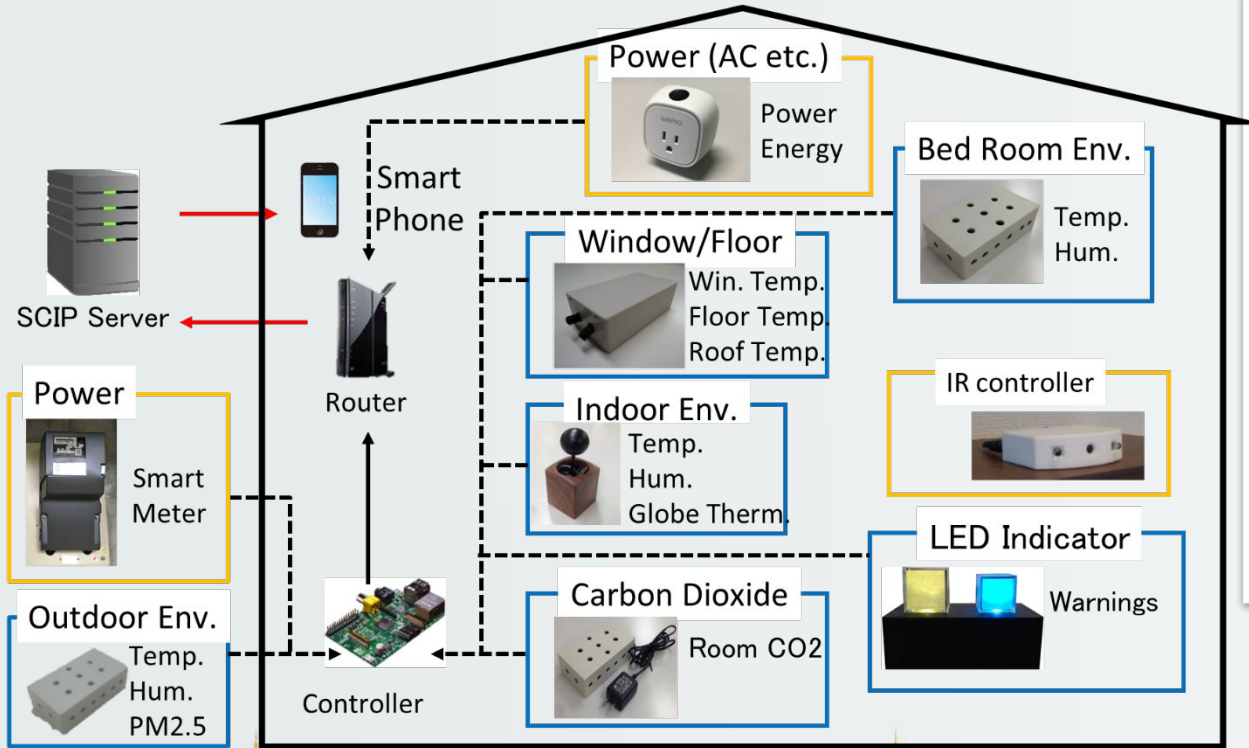 Power (AC etc.)
wemo
Power
Energy
Bed Room Env.
Temp.
Hum.
Smart
Phone
Window/Floor
Win. Temp.
Floor Temp.
Roof Temp.
SCIP Server
Router
IR controller
Power
Smart
Meter
Indoor Env.
Temp.
Hum.
Globe Therm.
LED Indicator
Warnings
Carbon Dioxide
Room CO2
Outdoor Env.
Temp.
Hum.
PM2.5
Controller